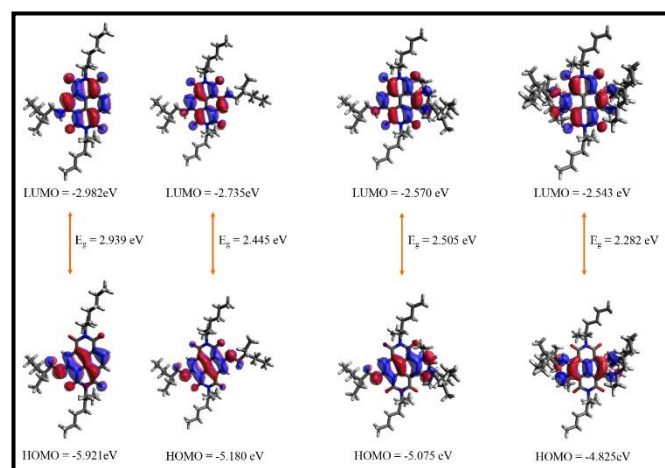 LUMO = -2.982eV
LUMO = -2.735eV
LUMO = -2.570 eV
LUMO = -2.543 eV
Eg = 2.939 eV
Eg = 2.445 eV
Eg = 2.505 eV
Eg = 2.282 eV
HOMO = -5.921eV
HOMO = -5.180 eV
HOMO = -5.075 eV
HOMO = -4.825 eV